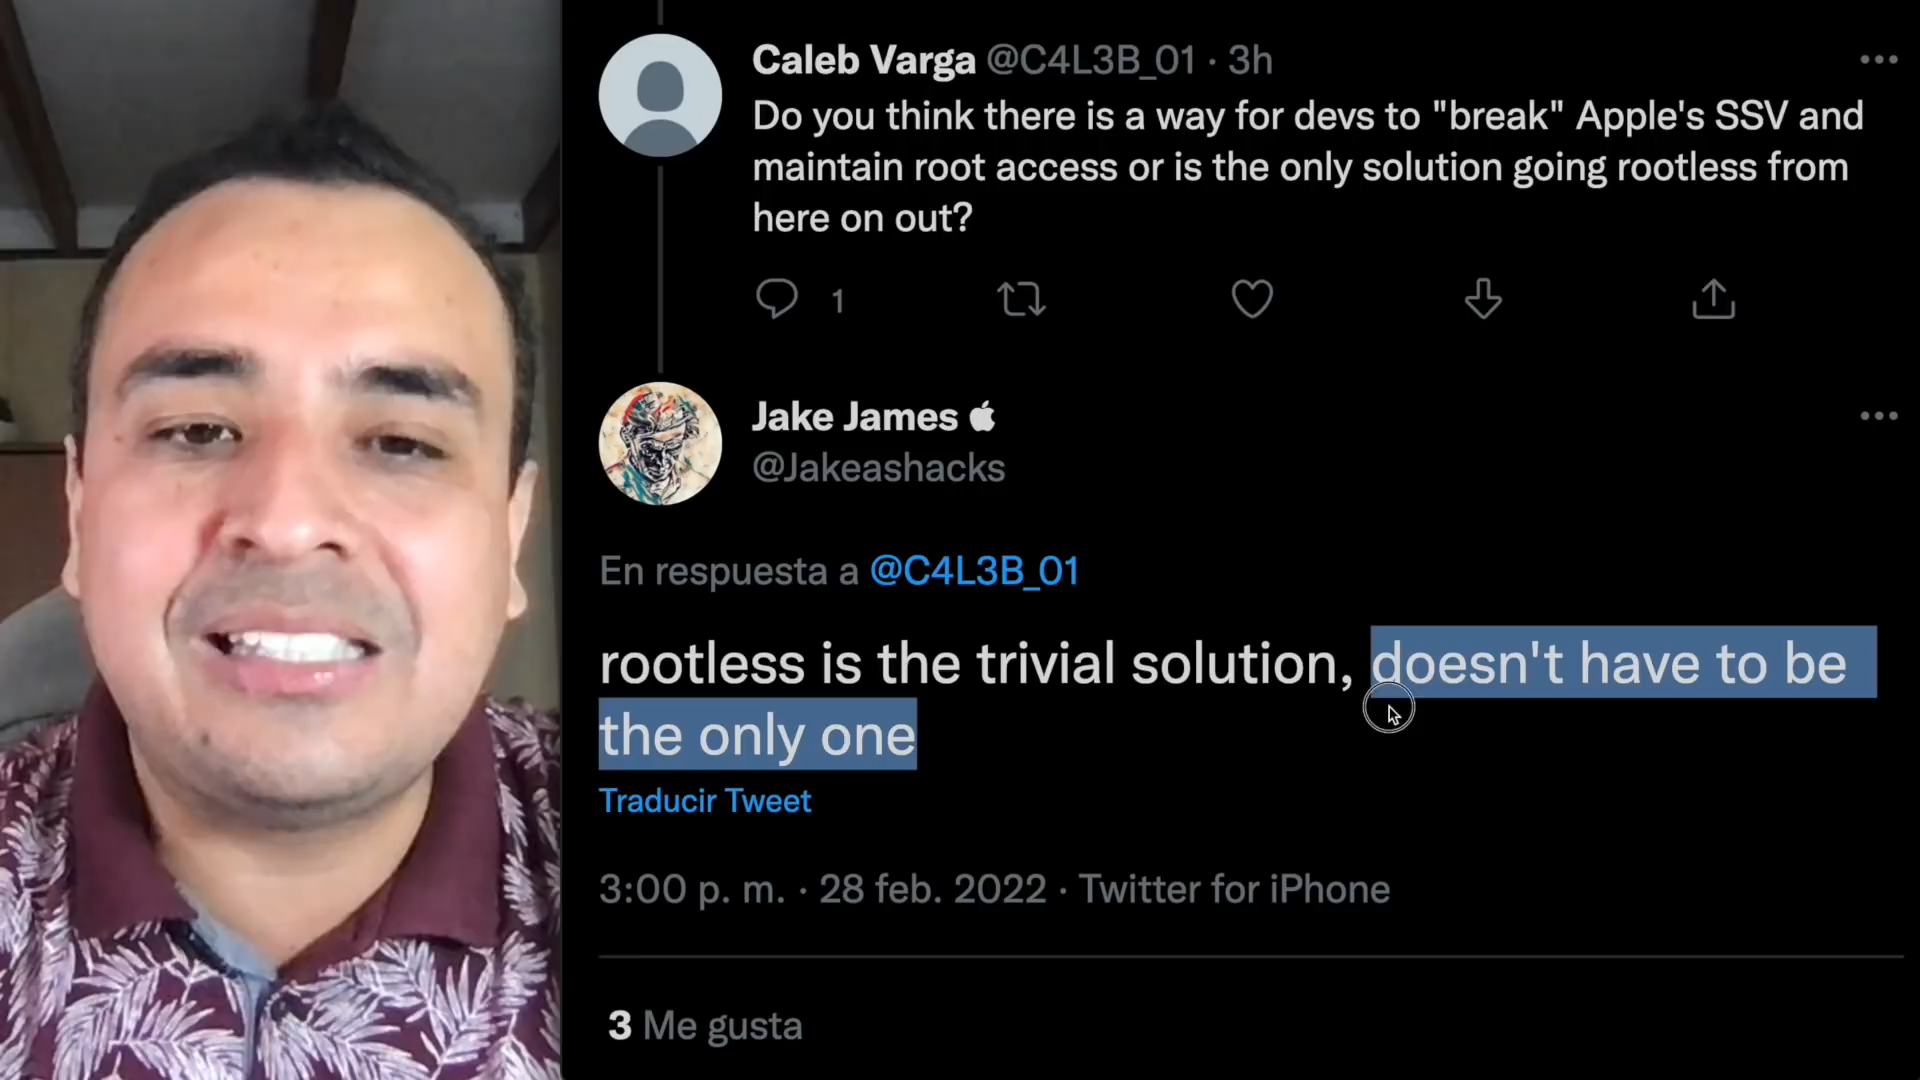 Caleb Varga @C4L3B_01 · 3h
Do you think there is a way for devs to "break" Apple's SSV and
maintain root access or is the only solution going rootless from
here on out?
1
Jake James
@Jakeashacks
En respuesta a @C4L3B_01
rootless is the trivial solution, doesn't have to be
the only one
Traducir Tweet
3:00 p. m. · 28 feb. 2022 · Twitter for iPhone
3 Me gusta